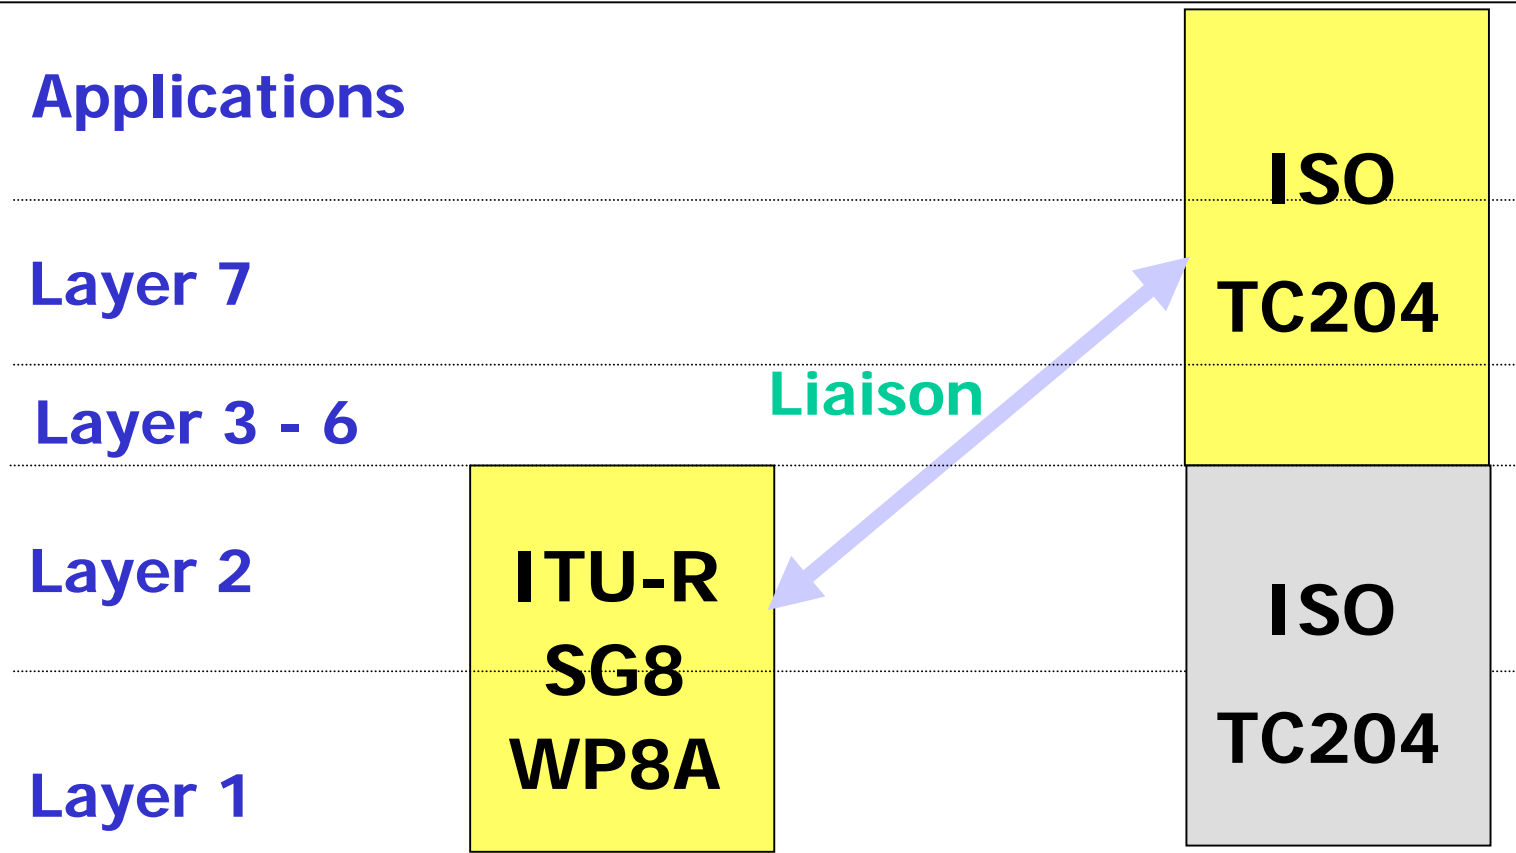 Applications
ISO
TC204
Layer 7
Liaison
Layer 3 - 6
Layer 2
ITU-R
SG8
WP8A
ISO
TC204
Layer 1